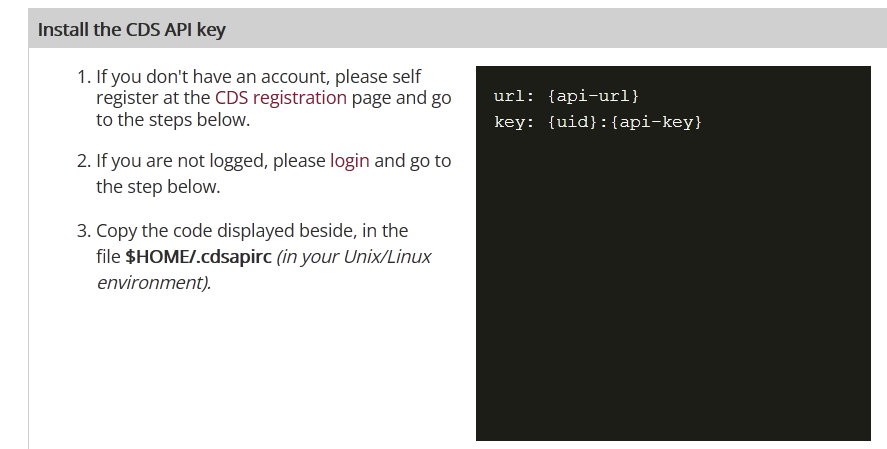 Install the CDS API key
1. If you don't have an account, please self
register at the CDS registration page and go
to the steps below.
2. If you are not logged, please login and go to
the step below.
3. Copy the code displayed beside, in the
file $HOME/.cdsapirc (in your Unix/Linux
environment).
url: {api-url}
key: {uid}:{api-key}